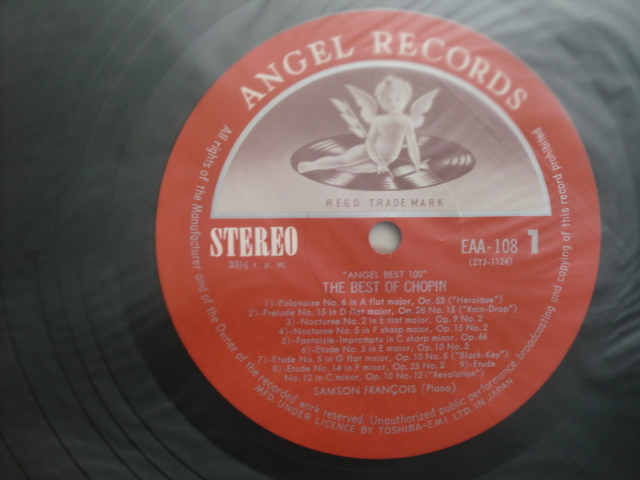 ANGEL RECORDS
REGD. TRADE MARK
STEREO
33⅓ r. p. m.
EAA-108 1
(2YJ-1124)
"ANGEL BEST 100"
THE BEST OF CHOPIN
1)-Polonaise No. 6 in A flat major, Op. 53 ("Heroique")
2)-Prelude No. 15 in D flat major, Op. 28 No. 15 ("Rain-Drop")
3)-Nocturne No. 2 in E flat major, Op. 9 No. 2
4)-Nocturne No. 5 in F sharp major, Op. 15 No. 2
5)-Fantaisie-Impromptu in C sharp minor, Op. 66
6)-Etude No. 3 in E major, Op. 10 No. 3
7)-Etude No. 5 in G flat major, Op. 10 No. 5 ("Black-Key")
8)-Etude No. 14 in F minor, Op. 25 No. 2 9)-Etude
No. 12 in C minor, Op. 10 No. 12 ("Revolution")
SAMSON FRANÇOIS (Piano)
All rights of the Manufacturer and of the Owner of the recorded work reserved. Unauthorized public performance, broadcasting and copying of this record prohibited
MFD. UNDER LICENCE BY TOSHIBA-EMI LTD. IN JAPAN